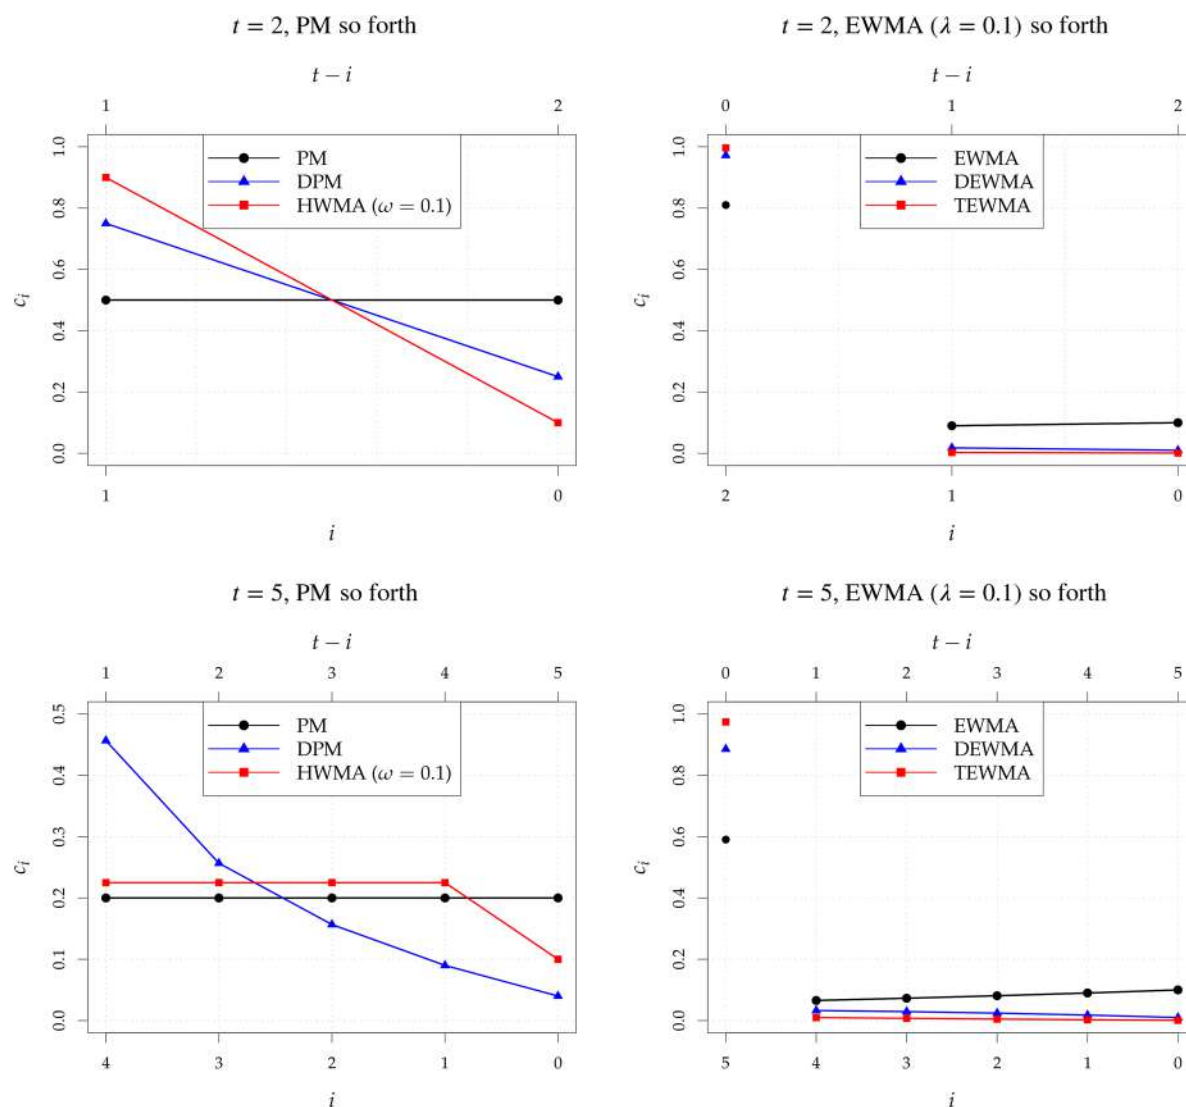 t = 2, PM so forth
t − i
1 2
1.0
0.8
0.6
0.4
0.2
0.0
c_i
PM
DPM
HWMA (ω = 0.1)
1 0
i
t = 2, EWMA (λ = 0.1) so forth
t − i
0 1 2
1.0
0.8
0.6
0.4
0.2
0.0
c_i
EWMA
DEWMA
TEWMA
2 1 0
i
t = 5, PM so forth
t − i
1 2 3 4 5
0.5
0.4
0.3
0.2
0.1
0.0
c_i
PM
DPM
HWMA (ω = 0.1)
4 3 2 1 0
i
t = 5, EWMA (λ = 0.1) so forth
t − i
0 1 2 3 4 5
1.0
0.8
0.6
0.4
0.2
0.0
c_i
EWMA
DEWMA
TEWMA
5 4 3 2 1 0
i